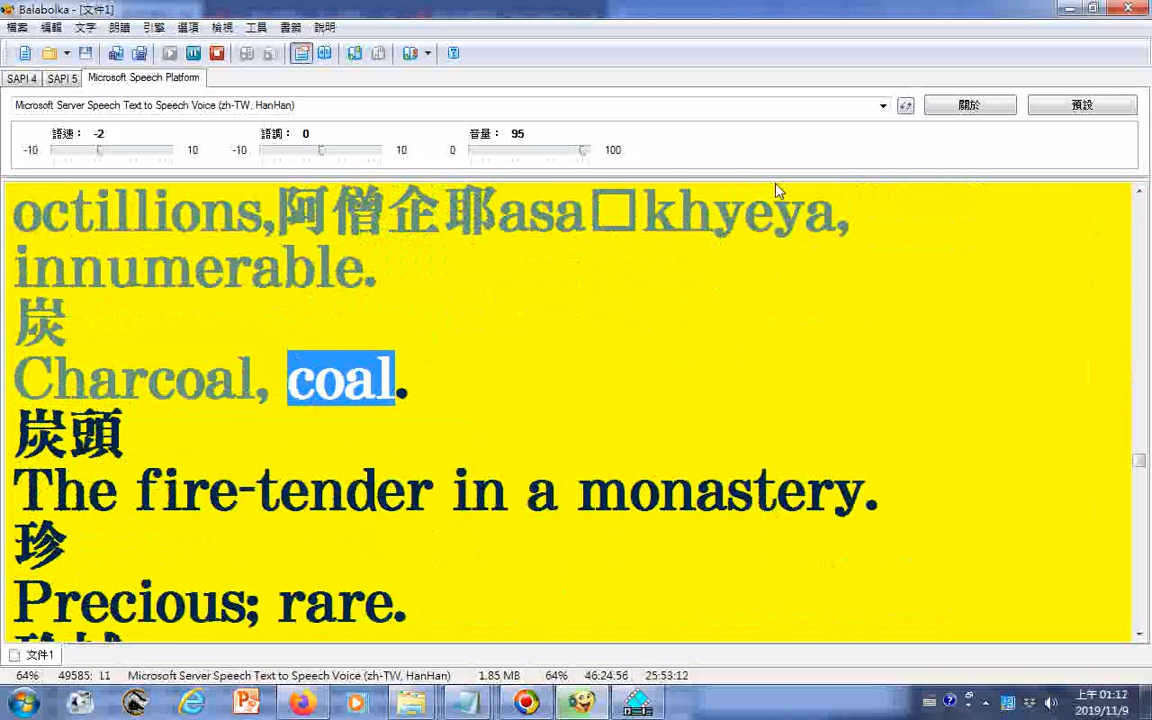 Balabolka - [文件1]
檔案 編輯 文字 朗讀 引擎 選項 檢視 工具 書籤 說明
SAPI 4 SAPI 5 Microsoft Speech Platform
Microsoft Server Speech Text to Speech Voice (zh-TW, HanHan) 關於 預設
語速： -2 語調： 0 音量： 95
-10 10 -10 10 0 100
octillions,阿僧企耶asa□khyeya,
innumerable.
炭
Charcoal, coal.
炭頭
The fire-tender in a monastery.
珍
Precious; rare.
文件1
64% 49585: 11 Microsoft Server Speech Text to Speech Voice (zh-TW, HanHan) 1.85 MB 64% 46:24:56 25:53:12
上午 01:12
2019/11/9